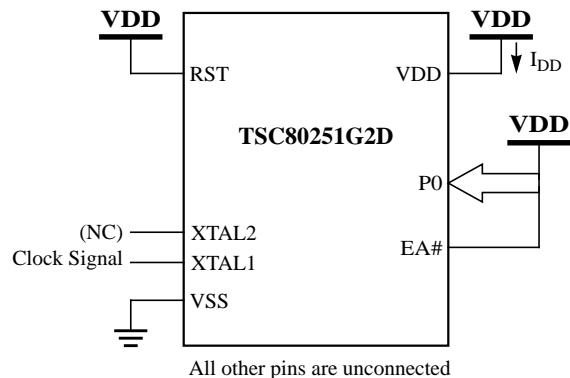 VDD
VDD
I_DD
RST
VDD
TSC80251G2D
VDD
P0
(NC)
XTAL2
EA#
Clock Signal
XTAL1
VSS
All other pins are unconnected